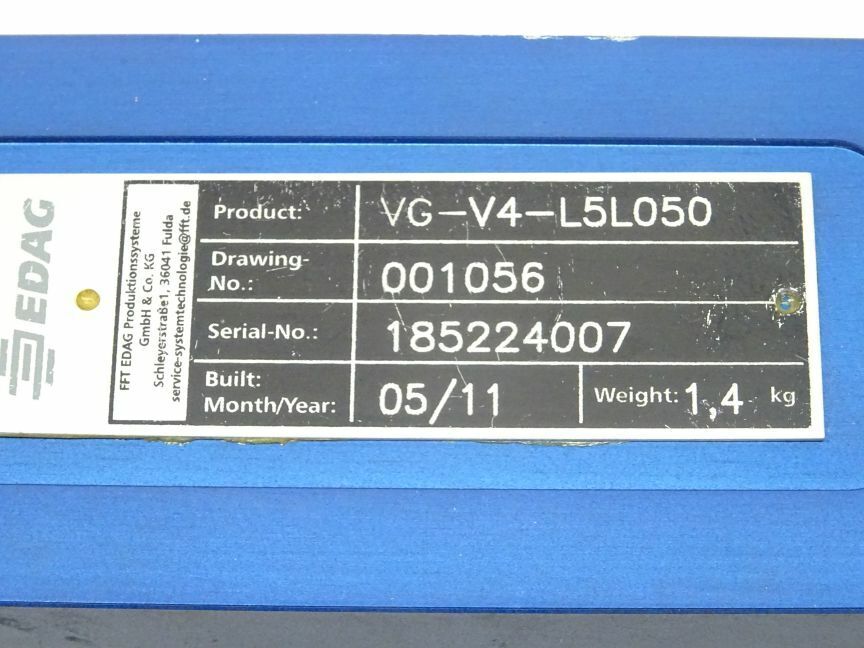 EDAG
FFT EDAG Produktionssysteme
GmbH & Co. KG
Schleyerstraße1, 36041 Fulda
service-systemtechnologie@fft.de
Product: VG-V4-L5L050
Drawing-
No.: 001056
Serial-No.: 185224007
Built:
Month/Year: 05/11 Weight: 1,4 kg